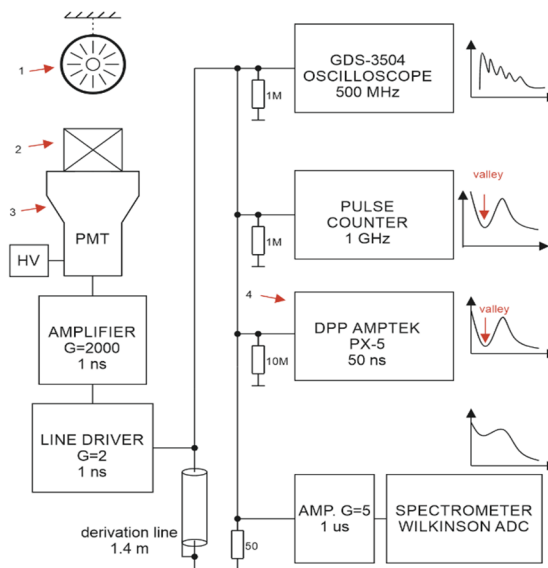 1
2
3
PMT
HV
AMPLIFIER
G=2000
1 ns
LINE DRIVER
G=2
1 ns
derivation line
1.4 m
50
1M
GDS-3504
OSCILLOSCOPE
500 MHz
1M
PULSE
COUNTER
1 GHz
valley
4
10M
DPP AMPTEK
PX-5
50 ns
valley
AMP. G=5
1 us
SPECTROMETER
WILKINSON ADC